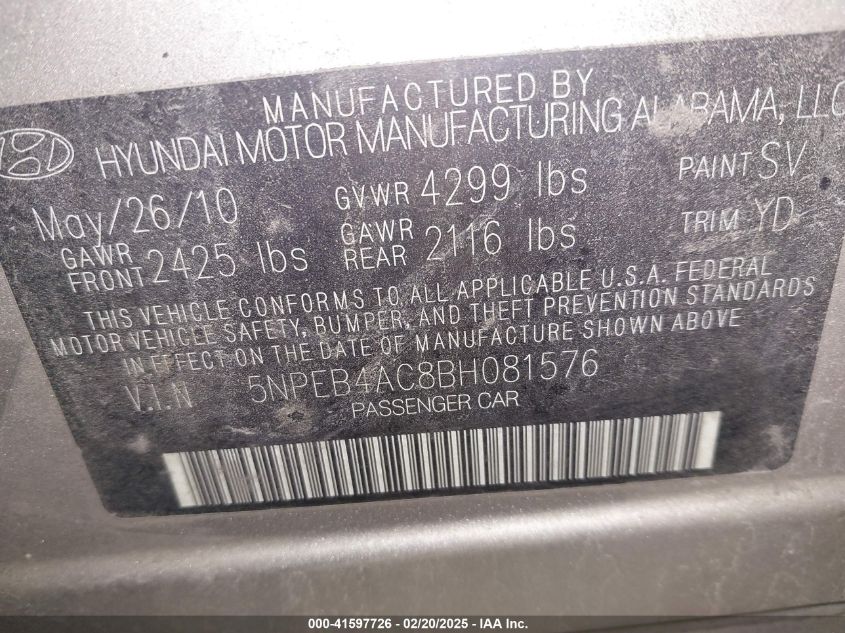 MANUFACTURED BY
HYUNDAI MOTOR MANUFACTURING ALABAMA, LLC
May/26/10 GVWR 4299 lbs PAINT SV
GAWR FRONT 2425 lbs GAWR REAR 2116 lbs TRIM YD
THIS VEHICLE CONFORMS TO ALL APPLICABLE U.S.A. FEDERAL
MOTOR VEHICLE SAFETY, BUMPER, AND THEFT PREVENTION STANDARDS
IN EFFECT ON THE DATE OF MANUFACTURE SHOWN ABOVE
V.I.N 5NPEB4AC8BH081576
PASSENGER CAR
000-41597726 - 02/20/2025 - IAA Inc.